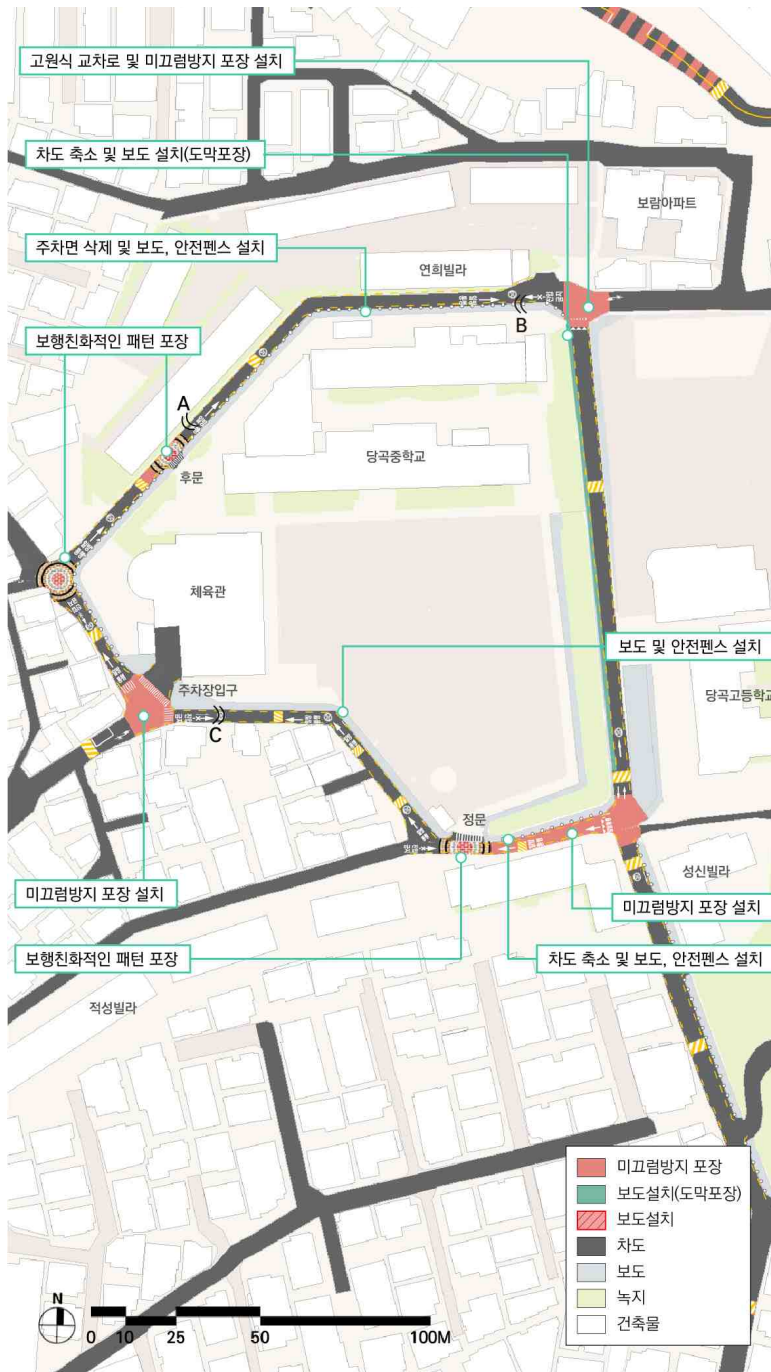 고원식 교차로 및 미끄럼방지 포장 설치
차도 축소 및 보도 설치(도막포장)
보람아파트
주차면 삭제 및 보도, 안전펜스 설치
연희빌라
B
보행친화적인 패턴 포장
A
후문
당곡중학교
체육관
보도 및 안전펜스 설치
주차장입구
당곡고등학교
C
정문
성신빌라
미끄럼방지 포장 설치
미끄럼방지 포장 설치
보행친화적인 패턴 포장
차도 축소 및 보도, 안전펜스 설치
적성빌라
미끄럼방지 포장
보도설치(도막포장)
보도설치
차도
보도
녹지
건축물
N
0 10 25 50 100M